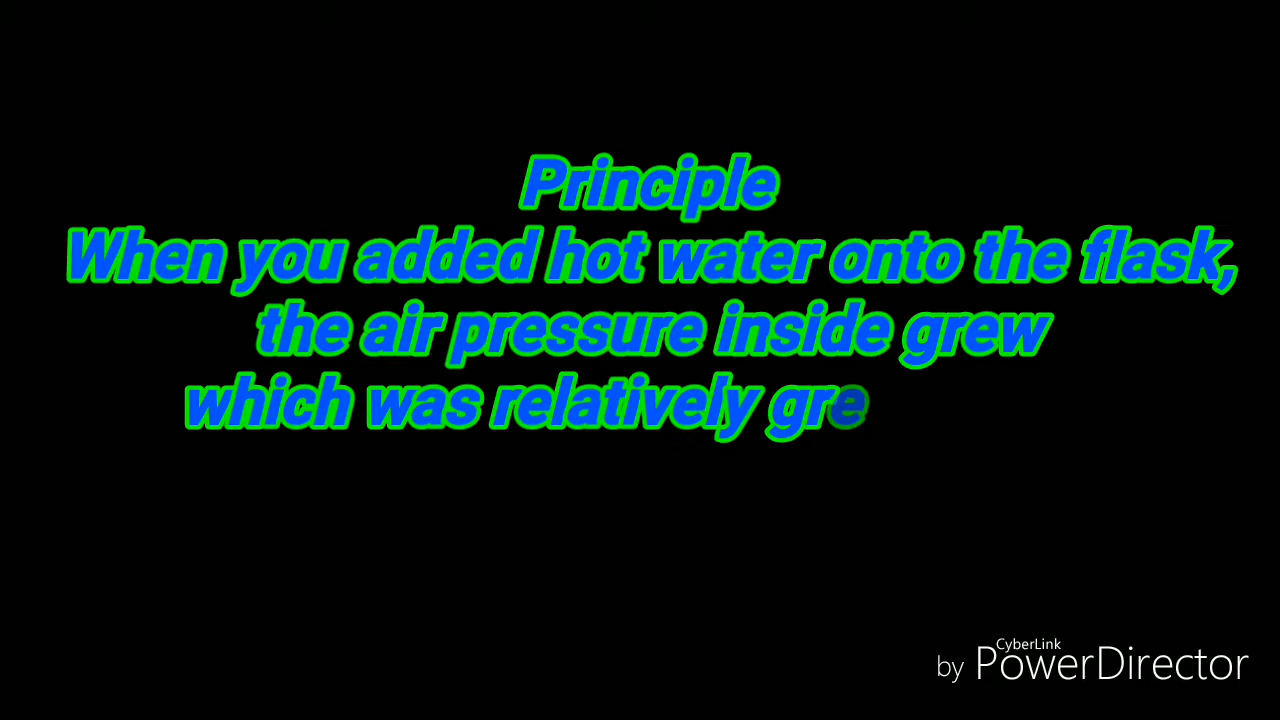 Principle
When you added hot water onto the flask,
the air pressure inside grew
which was relatively gre
CyberLink
by PowerDirector